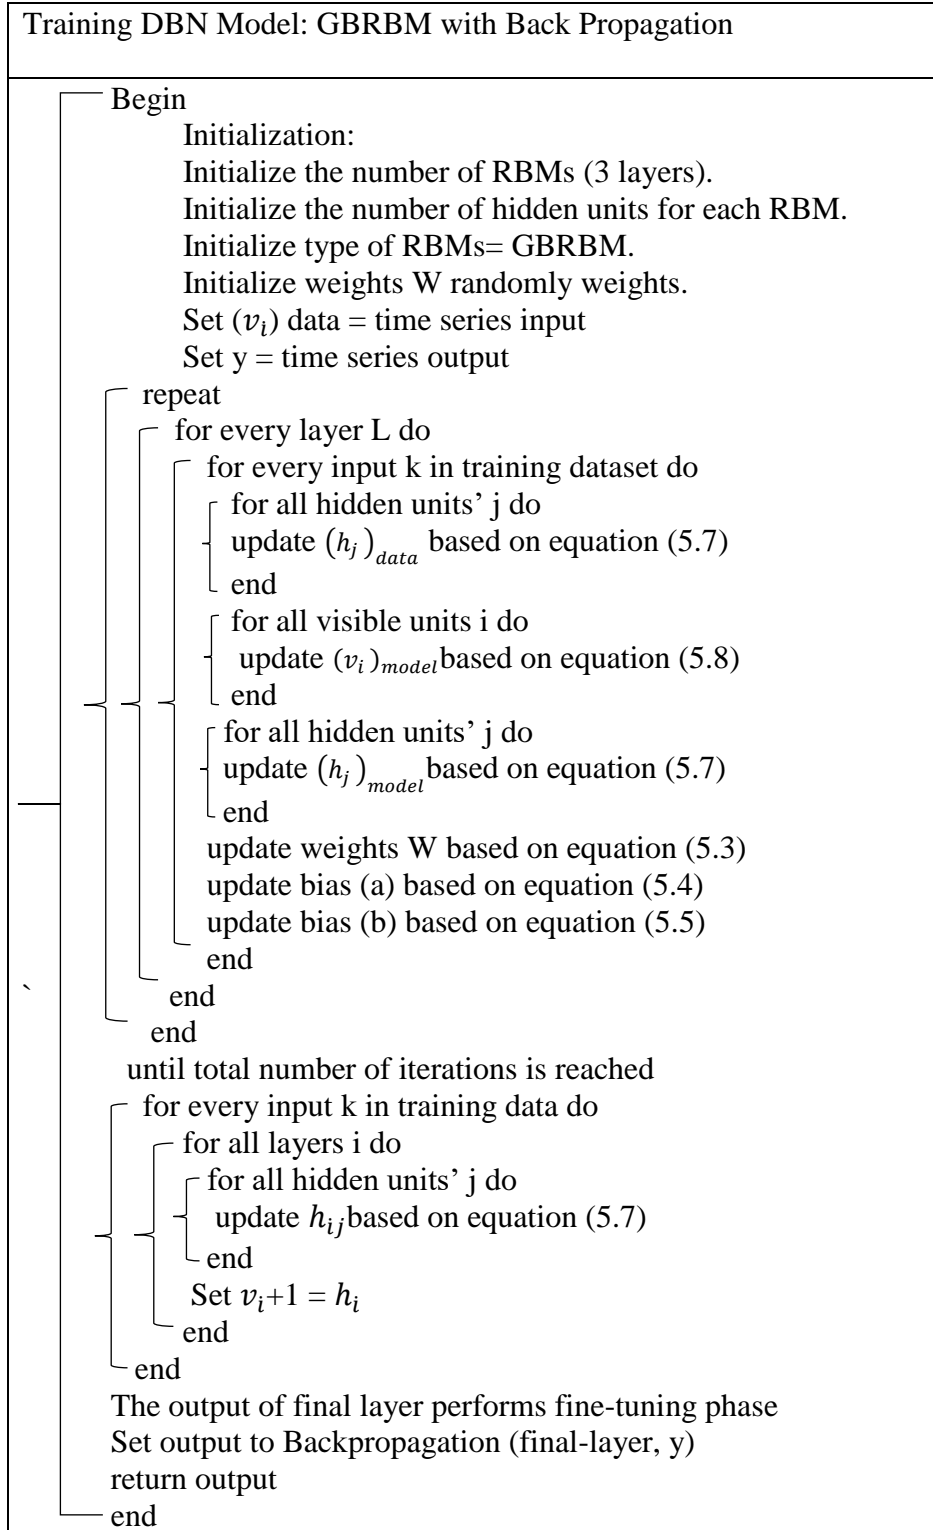 Training DBN Model: GBRBM with Back Propagation
Begin
Initialization:
Initialize the number of RBMs (3 layers).
Initialize the number of hidden units for each RBM.
Initialize type of RBMs= GBRBM.
Initialize weights W randomly weights.
Set (𝑣ᵢ) data = time series input
Set y = time series output
repeat
for every layer L do
for every input k in training dataset do
for all hidden units’ j do
update (ℎⱼ)_data based on equation (5.7)
end
for all visible units i do
update (𝑣ᵢ)_model based on equation (5.8)
end
for all hidden units’ j do
update (ℎⱼ)_model based on equation (5.7)
end
update weights W based on equation (5.3)
update bias (a) based on equation (5.4)
update bias (b) based on equation (5.5)
end
`
end
end
until total number of iterations is reached
for every input k in training data do
for all layers i do
for all hidden units’ j do
update ℎᵢⱼ based on equation (5.7)
end
Set 𝑣ᵢ+1 = ℎᵢ
end
end
The output of final layer performs fine-tuning phase
Set output to Backpropagation (final-layer, y)
return output
end